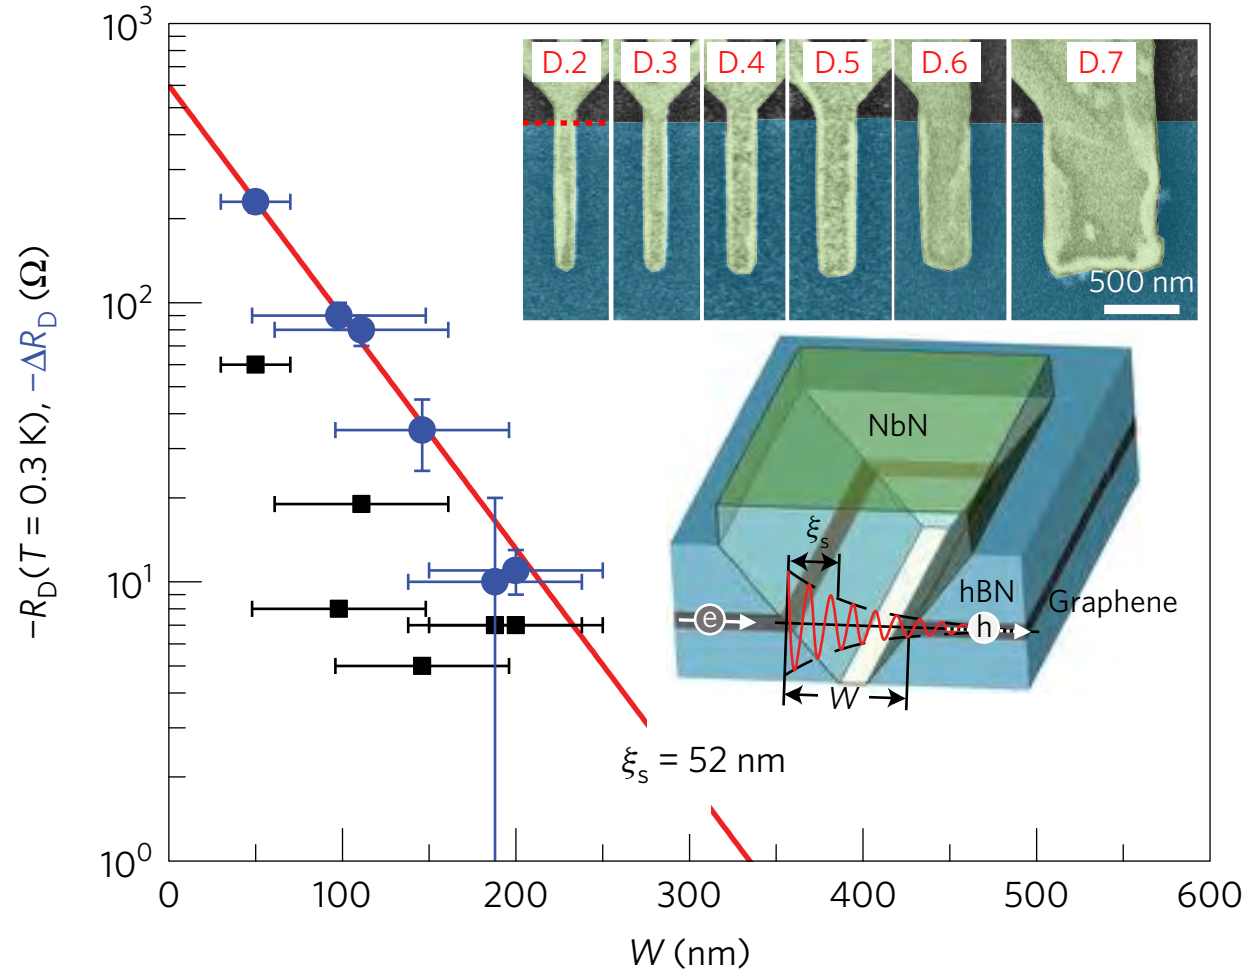 10³
10²
10¹
10⁰
−R_D(T = 0.3 K), −ΔR_D (Ω)
D.2 D.3 D.4 D.5 D.6 D.7
500 nm
NbN
ξ_s
hBN
Graphene
e
h
W
ξ_s = 52 nm
0 100 200 300 400 500 600
W (nm)